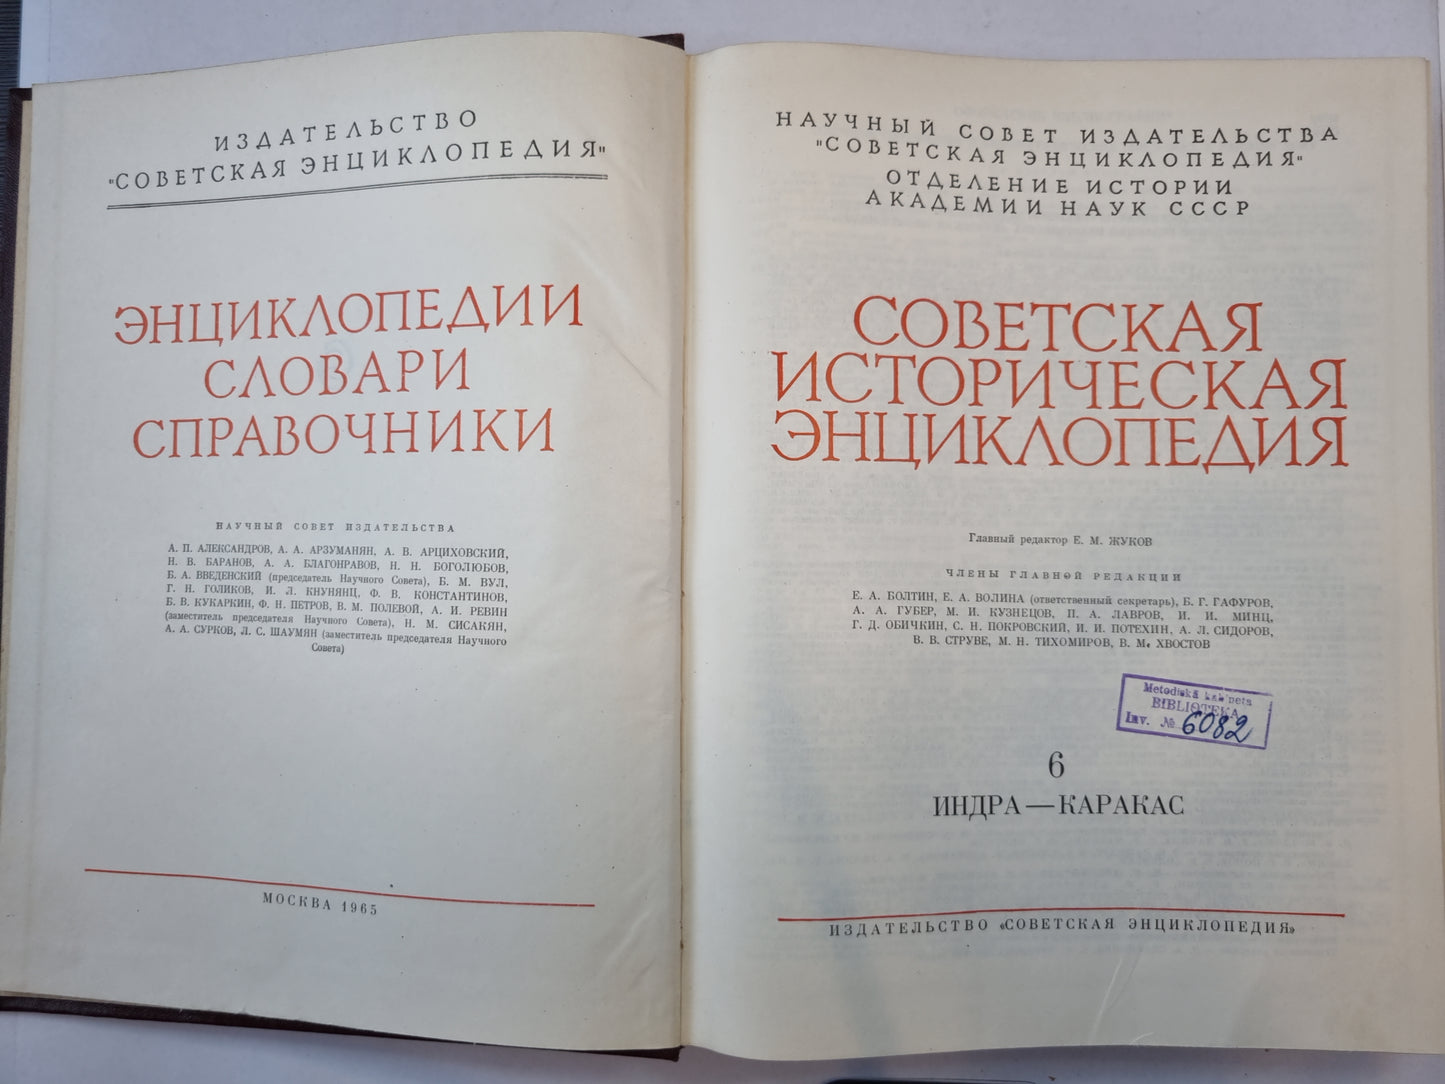 ИЗДАТЕЛЬСТВО
"СОВЕТСКАЯ ЭНЦИКЛОПЕДИЯ"
ЭНЦИКЛОПЕДИИ
СЛОВАРИ
СПРАВОЧНИКИ
НАУЧНЫЙ СОВЕТ ИЗДАТЕЛЬСТВА
А. П. АЛЕКСАНДРОВ, А. А. АРЗУМАНЯН, А. В. АРЦИХОВСКИЙ,
Н. В. БАРАНОВ, А. А. БЛАГОНРАВОВ, Н. Н. БОГОЛЮБОВ,
Б. А. ВВЕДЕНСКИЙ (председатель Научного Совета), Б. М. ВУЛ,
Г. Н. ГОЛИКОВ, И. Л. КНУНЯНЦ, Ф. В. КОНСТАНТИНОВ,
Б. В. КУКАРКИН, Ф. Н. ПЕТРОВ, В. М. ПОЛЕВОЙ, А. И. РЕВИН
(заместитель председателя Научного Совета), Н. М. СИСАКЯН,
А. А. СУРКОВ, Л. С. ШАУМЯН (заместитель председателя Научного
Совета)
МОСКВА 1965
НАУЧНЫЙ СОВЕТ ИЗДАТЕЛЬСТВА
"СОВЕТСКАЯ ЭНЦИКЛОПЕДИЯ"
ОТДЕЛЕНИЕ ИСТОРИИ
АКАДЕМИИ НАУК СССР
СОВЕТСКАЯ
ИСТОРИЧЕСКАЯ
ЭНЦИКЛОПЕДИЯ
Главный редактор Е. М. ЖУКОВ
ЧЛЕНЫ ГЛАВНОЙ РЕДАКЦИИ
Е. А. БОЛТИН, Е. А. ВОЛИНА (ответственный секретарь), Б. Г. ГАФУРОВ,
А. А. ГУБЕР, М. И. КУЗНЕЦОВ, П. А. ЛАВРОВ, И. И. МИНЦ,
Г. Д. ОБИЧКИН, С. Н. ПОКРОВСКИЙ, И. И. ПОТЕХИН, А. Л. СИДОРОВ,
В. В. СТРУВЕ, М. Н. ТИХОМИРОВ, В. М. ХВОСТОВ
Metodiskā kabineta
BIBLIOTEKA
Inv. № 6082
6
ИНДРА — КАРАКАС
ИЗДАТЕЛЬСТВО «СОВЕТСКАЯ ЭНЦИКЛОПЕДИЯ»